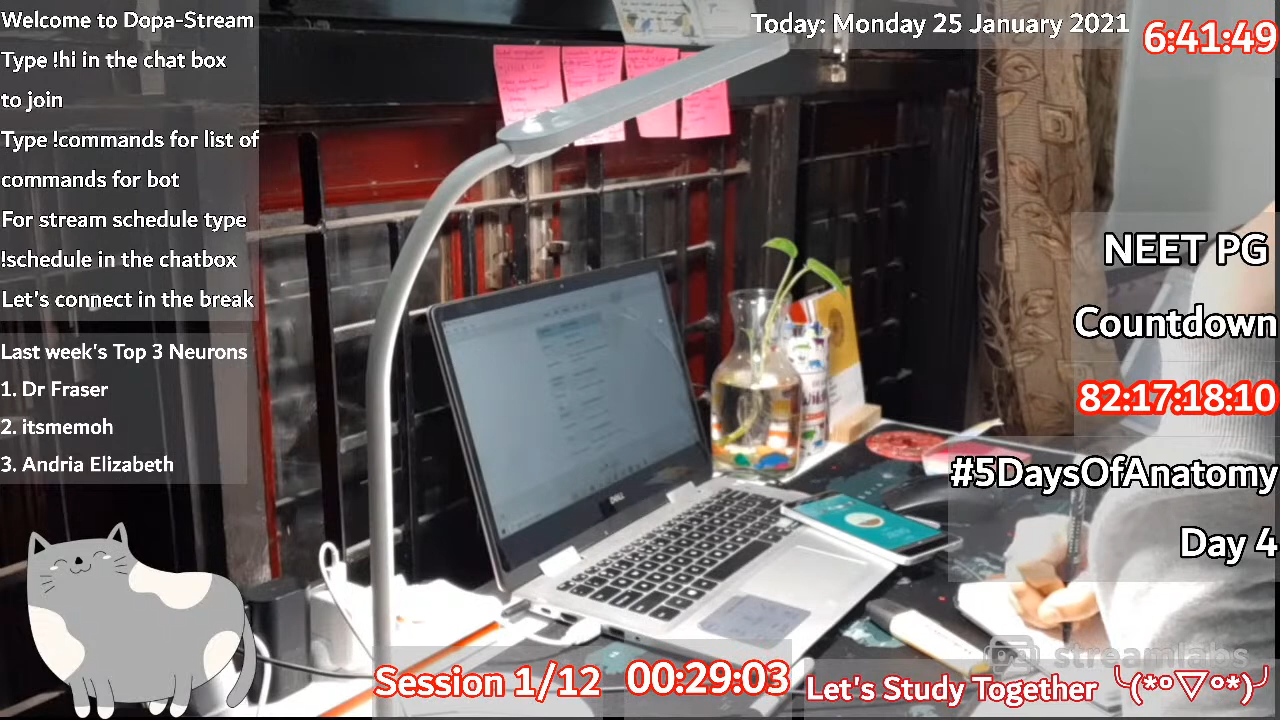 Welcome to Dopa-Stream
Type !hi in the chat box
to join
Type !commands for list of
commands for bot
For stream schedule type
!schedule in the chatbox
Let's connect in the break
Last week's Top 3 Neurons
1. Dr Fraser
2. itsmemoh
3. Andria Elizabeth
Today: Monday 25 January 2021
6:41:49
NEET PG
Countdown
82:17:18:10
#5DaysOfAnatomy
Day 4
DELL
streamlabs
Session 1/12
00:29:03
Let's Study Together ╰(*°▽°*)╯